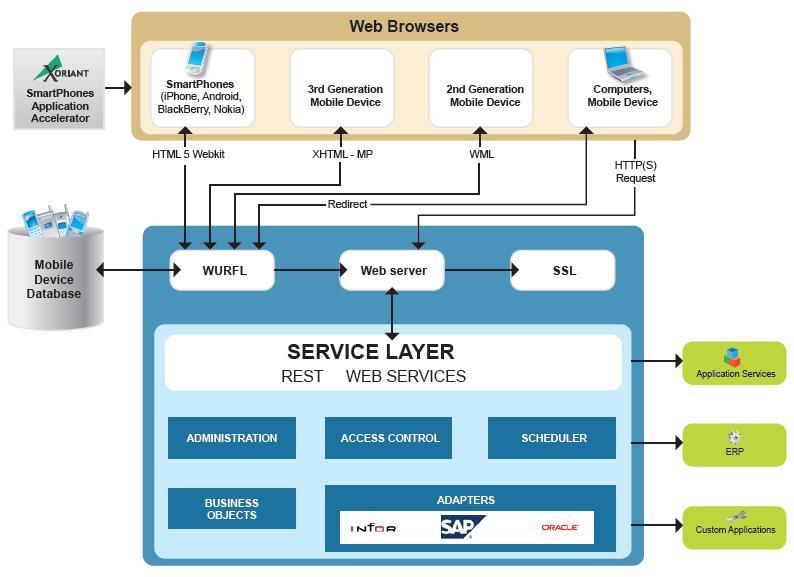 Web Browsers
XORIANT
SmartPhones
Application
Accelerator
SmartPhones
(iPhone, Android,
BlackBerry, Nokia)
3rd Generation
Mobile Device
2nd Generation
Mobile Device
Computers,
Mobile Device
HTML 5 Webkit
XHTML - MP
WML
HTTP(S)
Request
Redirect
Mobile
Device
Database
WURFL
Web server
SSL
SERVICE LAYER
REST WEB SERVICES
Application Services
ADMINISTRATION
ACCESS CONTROL
SCHEDULER
ERP
BUSINESS
OBJECTS
ADAPTERS
INFOR
SAP
ORACLE
Custom Applications